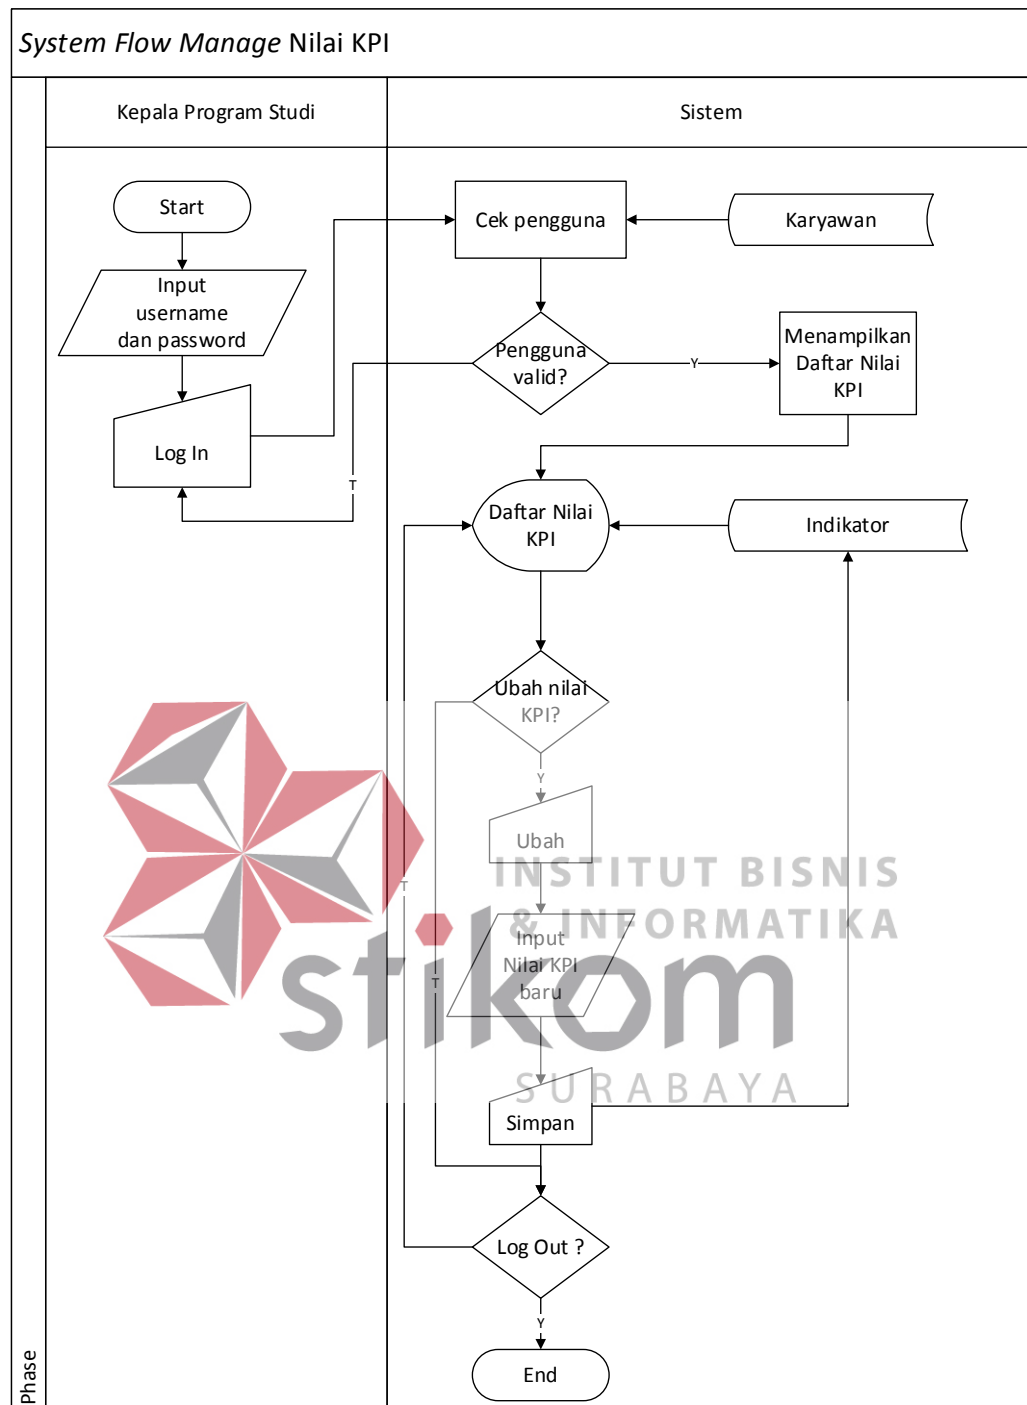 System Flow Manage Nilai KPI
Kepala Program Studi
Sistem
Start
Cek pengguna
Karyawan
Input
username
dan password
Pengguna
valid?
Y
Menampilkan
Daftar Nilai
KPI
Log In
T
Daftar Nilai
KPI
Indikator
Ubah nilai
KPI?
Y
Ubah
INSTITUT BISNIS
& INFORMATIKA
T
stikom
Input
Nilai KPI
baru
T
SURABAYA
Simpan
Log Out ?
Y
End
Phase